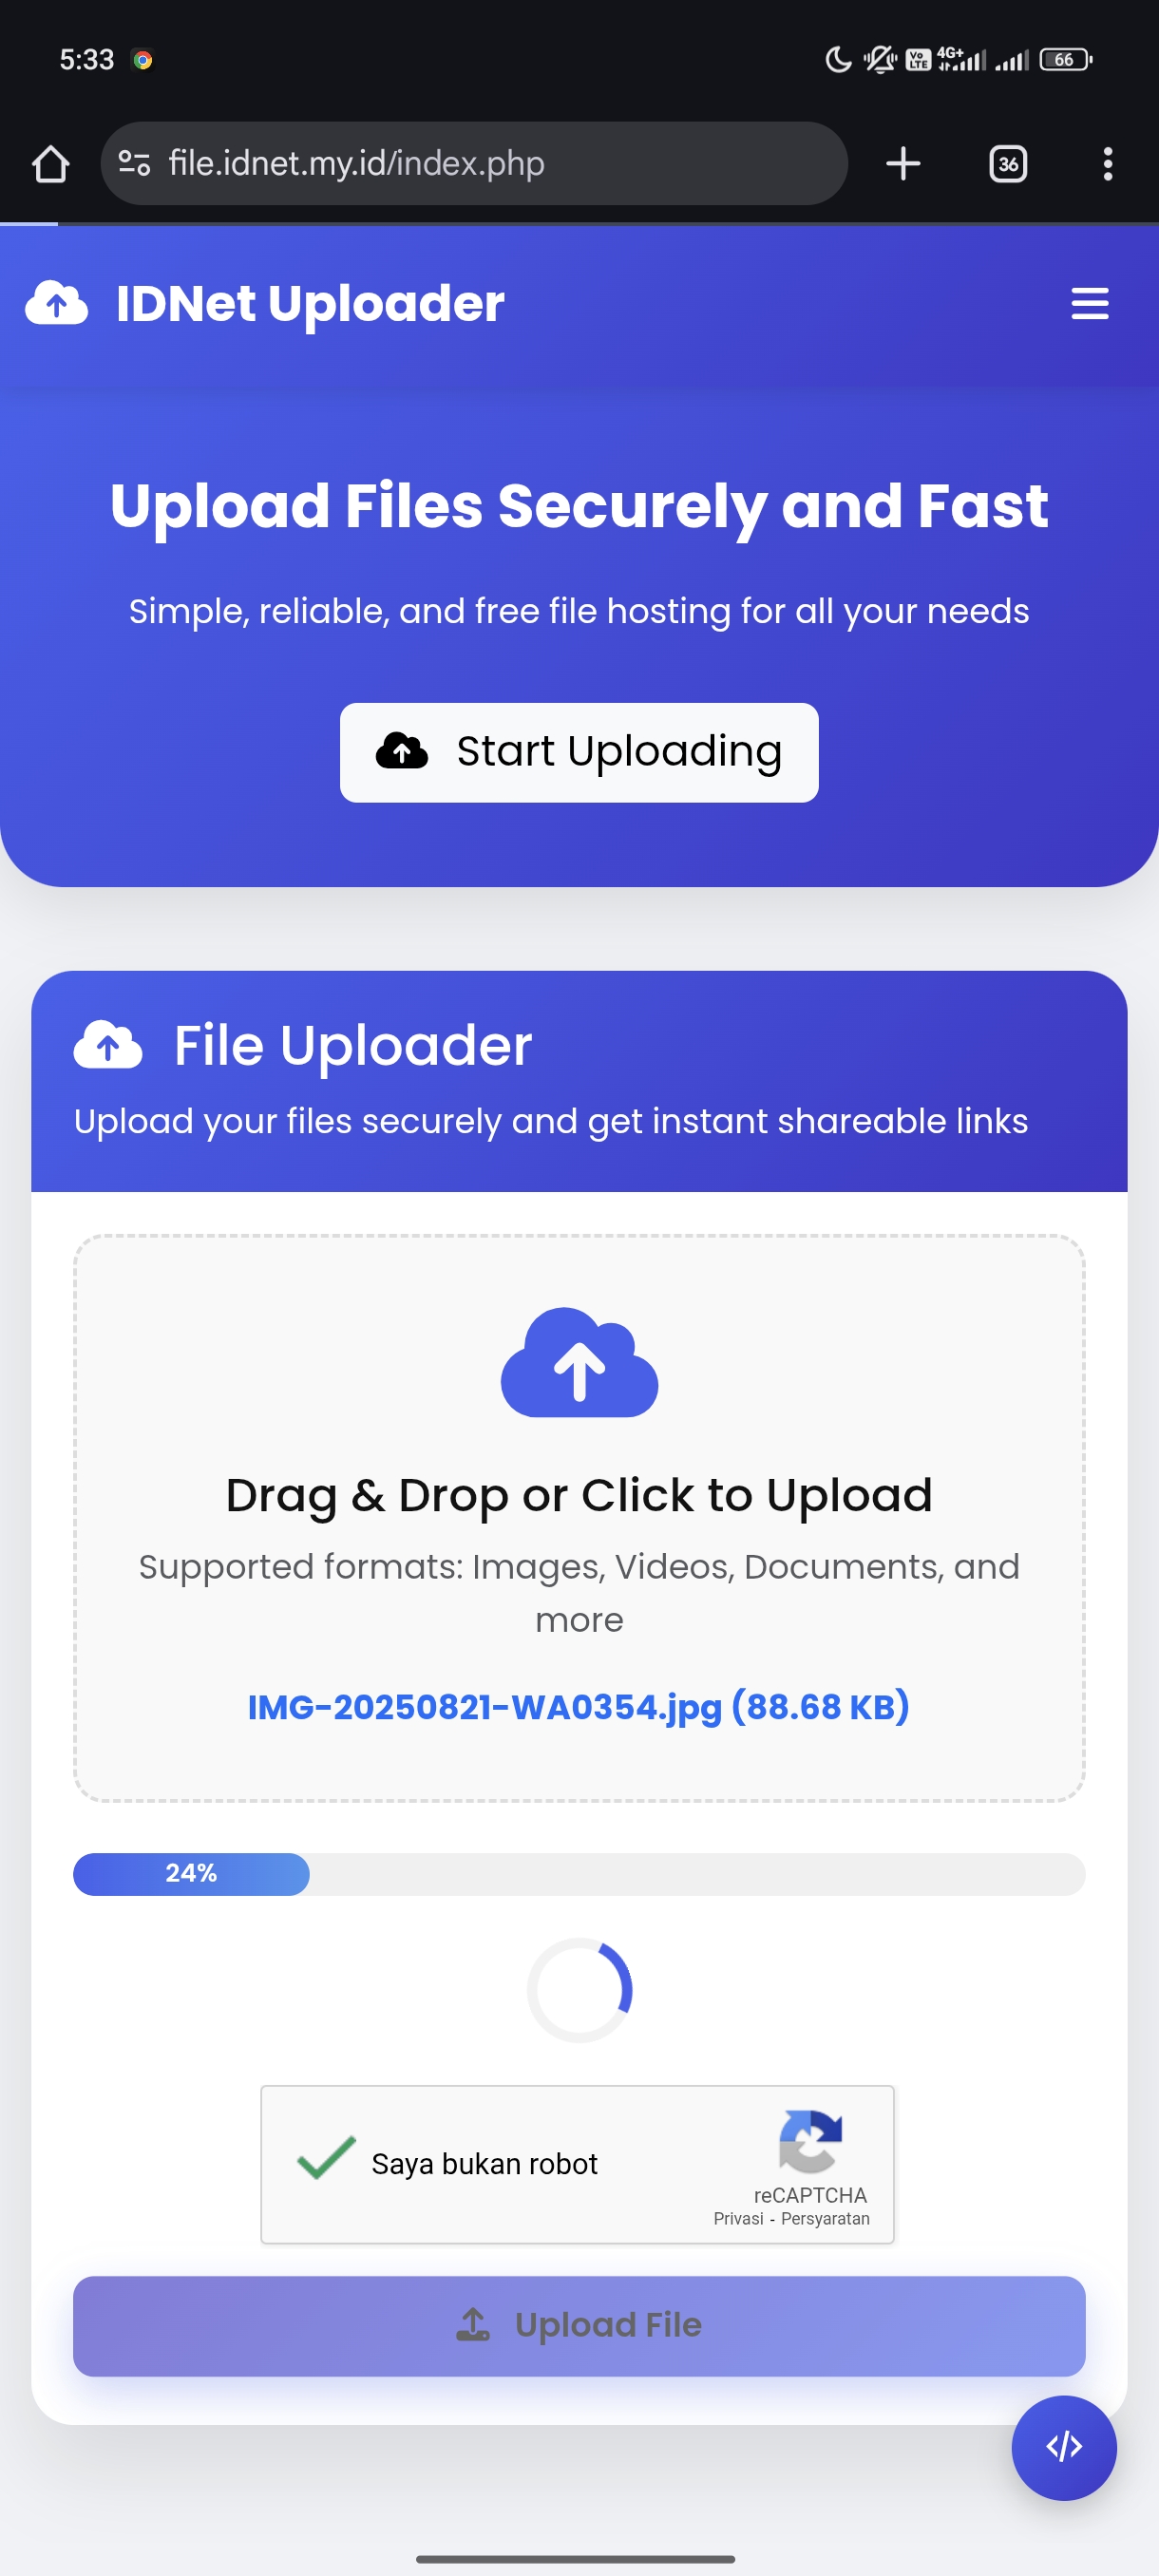 5:33
Vo LTE
4G+
66
file.idnet.my.id/index.php
36
IDNet Uploader
Upload Files Securely and Fast
Simple, reliable, and free file hosting for all your needs
Start Uploading
File Uploader
Upload your files securely and get instant shareable links
Drag & Drop or Click to Upload
Supported formats: Images, Videos, Documents, and
more
IMG-20250821-WA0354.jpg (88.68 KB)
24%
Saya bukan robot
reCAPTCHA
Privasi - Persyaratan
Upload File